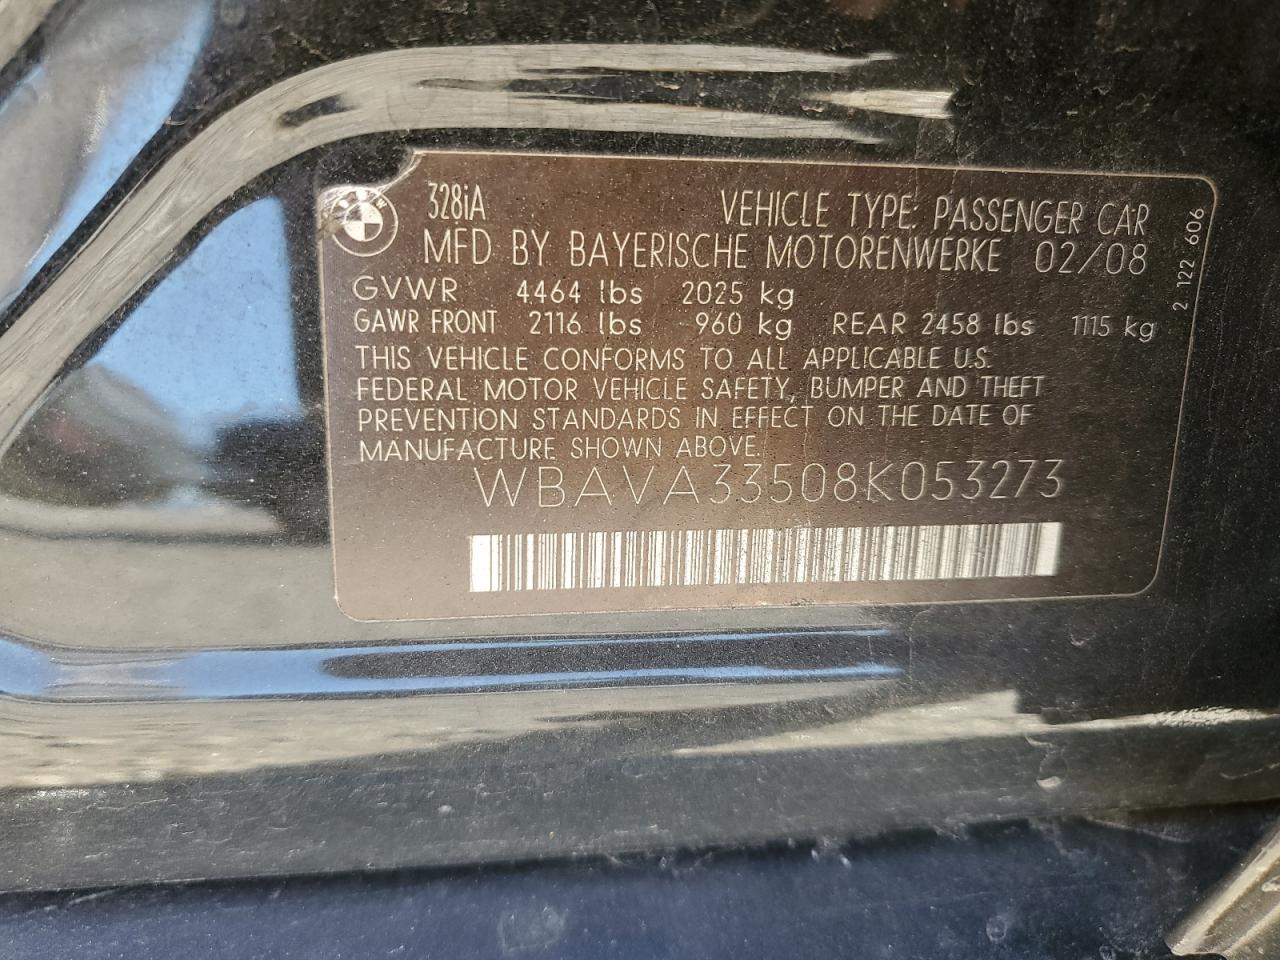 328iA VEHICLE TYPE: PASSENGER CAR
MFD BY BAYERISCHE MOTORENWERKE 02/08
GVWR 4464 lbs 2025 kg
GAWR FRONT 2116 lbs 960 kg REAR 2458 lbs 1115 kg
THIS VEHICLE CONFORMS TO ALL APPLICABLE U.S.
FEDERAL MOTOR VEHICLE SAFETY, BUMPER AND THEFT
PREVENTION STANDARDS IN EFFECT ON THE DATE OF
MANUFACTURE SHOWN ABOVE.
WBAVA33508K053273
2 122 606